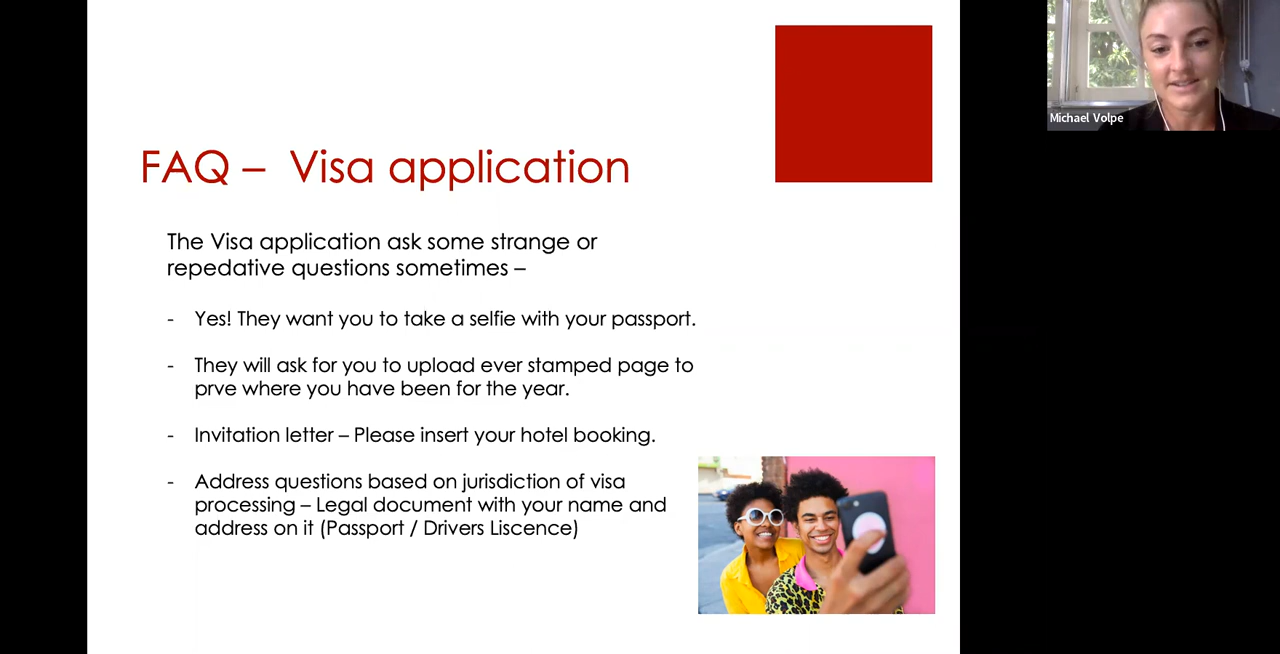 FAQ – Visa application
The Visa application ask some strange or
repedative questions sometimes –
- Yes! They want you to take a selfie with your passport.
- They will ask for you to upload ever stamped page to
prve where you have been for the year.
- Invitation letter – Please insert your hotel booking.
- Address questions based on jurisdiction of visa
processing – Legal document with your name and
address on it (Passport / Drivers Liscence)
Michael Volpe